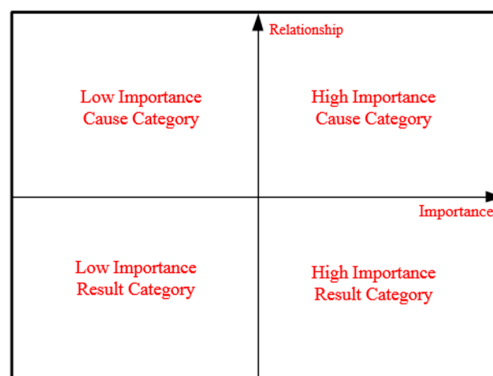 Relationship
Low Importance
Cause Category
High Importance
Cause Category
Importance
Low Importance
Result Category
High Importance
Result Category